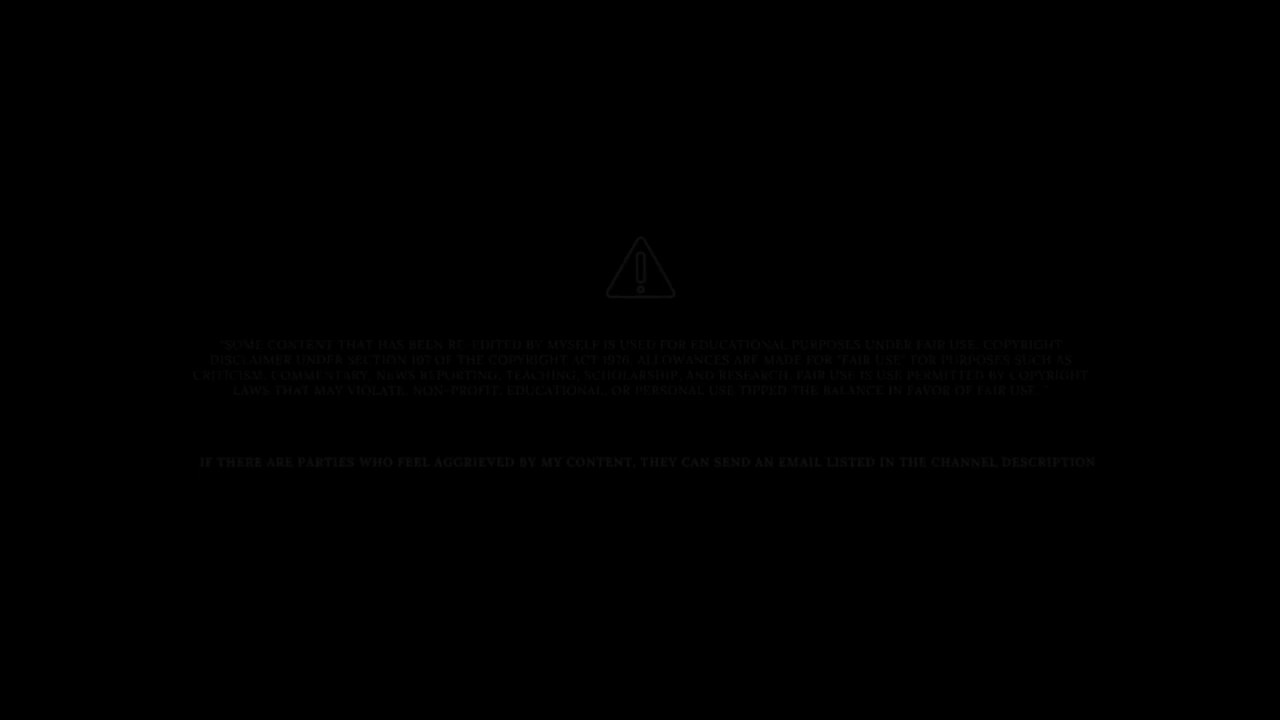 "SOME CONTENT THAT HAS BEEN RE-EDITED BY MYSELF IS USED FOR EDUCATIONAL PURPOSES UNDER FAIR USE. COPYRIGHT
DISCLAIMER UNDER SECTION 107 OF THE COPYRIGHT ACT 1976, ALLOWANCES ARE MADE FOR "FAIR USE" FOR PURPOSES SUCH AS
CRITICISM, COMMENTARY, NEWS REPORTING, TEACHING, SCHOLARSHIP, AND RESEARCH. FAIR USE IS USE PERMITTED BY COPYRIGHT
LAWS THAT MAY VIOLATE. NON-PROFIT, EDUCATIONAL, OR PERSONAL USE TIPPED THE BALANCE IN FAVOR OF FAIR USE. "
IF THERE ARE PARTIES WHO FEEL AGGRIEVED BY MY CONTENT, THEY CAN SEND AN EMAIL LISTED IN THE CHANNEL DESCRIPTION